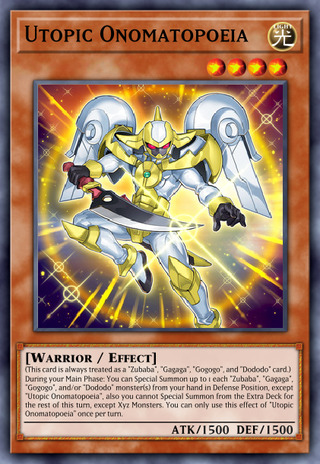 UTOPIC ONOMATOPOEIA
LIGHT
光
[WARRIOR / EFFECT]
(This card is always treated as a "Zubaba", "Gagaga", "Gogogo", and "Dododo" card.)
During your Main Phase: You can Special Summon up to 1 each "Zubaba", "Gagaga",
"Gogogo", and/or "Dododo" monster(s) from your hand in Defense Position, except
"Utopic Onomatopoeia", also you cannot Special Summon from the Extra Deck for
the rest of this turn, except Xyz Monsters. You can only use this effect of "Utopic
Onomatopoeia" once per turn.
ATK/1500 DEF/1500